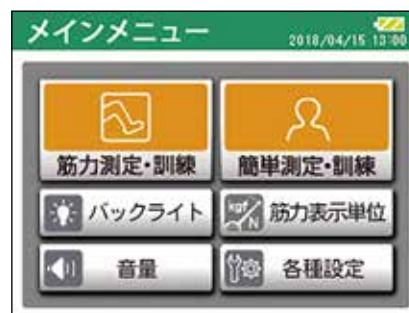 メインメニュー
2018/04/15 13:00
筋力測定・訓練
簡単測定・訓練
バックライト
kgf/N
筋力表示単位
音量
各種設定